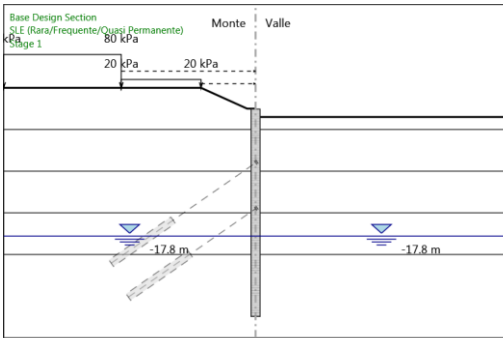 Base Design Section
SLE (Rara/Frequente/Quasi Permanente)
Stage 1
Monte
Valle
kPa
80 kPa
20 kPa
20 kPa
-17.8 m
-17.8 m